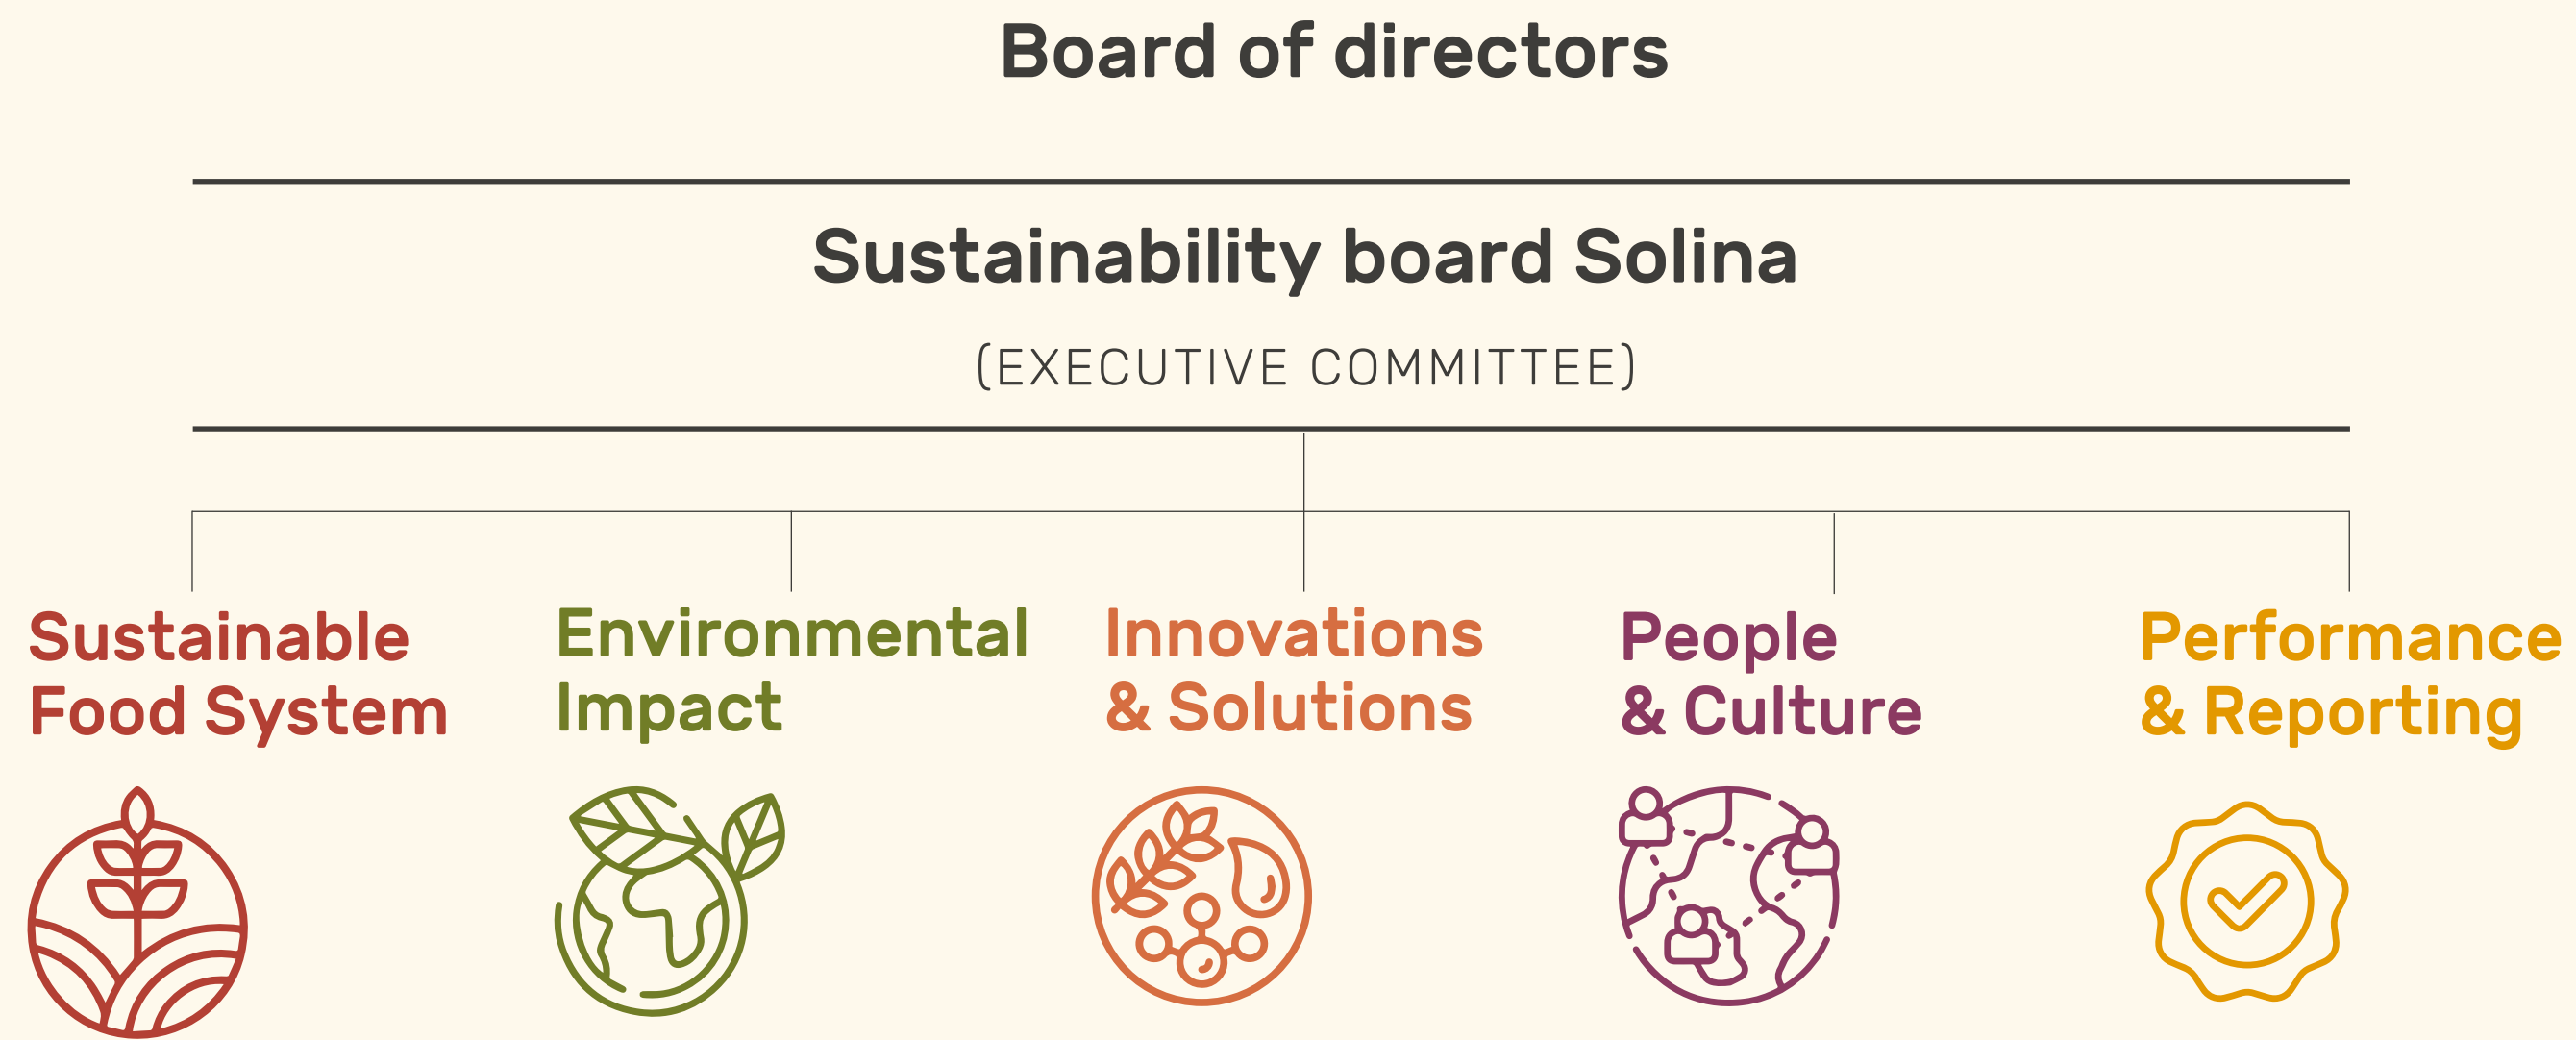 Board of directors
Sustainability board Solina
(EXECUTIVE COMMITTEE)
Sustainable
Food System
Environmental
Impact
Innovations
& Solutions
People
& Culture
Performance
& Reporting